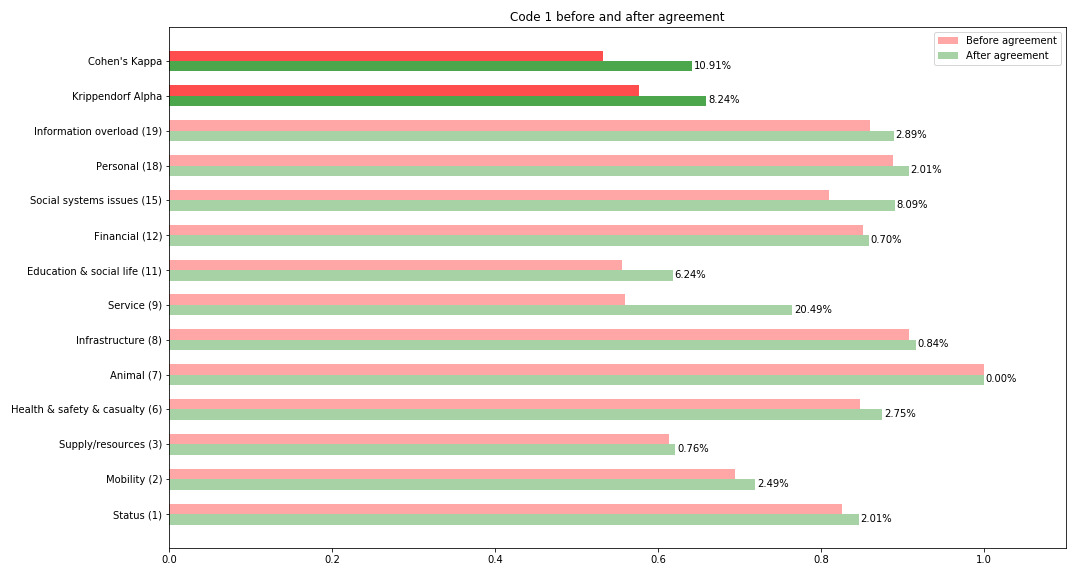 Code 1 before and after agreement
Before agreement
After agreement
Cohen's Kappa
10.91%
Krippendorf Alpha
8.24%
Information overload (19)
2.89%
Personal (18)
2.01%
Social systems issues (15)
8.09%
Financial (12)
0.70%
Education & social life (11)
6.24%
Service (9)
20.49%
Infrastructure (8)
0.84%
Animal (7)
0.00%
Health & safety & casualty (6)
2.75%
Supply/resources (3)
0.76%
Mobility (2)
2.49%
Status (1)
2.01%
0.0 0.2 0.4 0.6 0.8 1.0